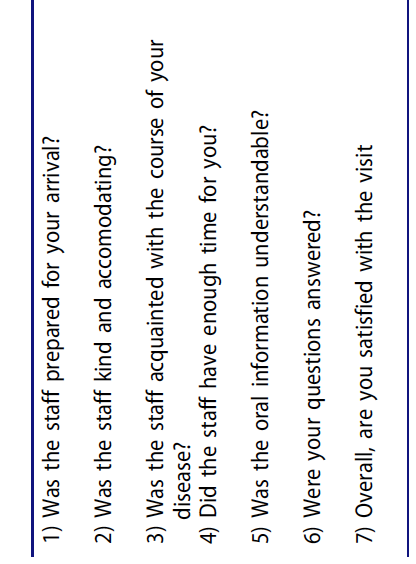 1) Was the staff prepared for your arrival?
2) Was the staff kind and accomodating?
3) Was the staff acquainted with the course of your
disease?
4) Did the staff have enough time for you?
5) Was the oral information understandable?
6) Were your questions answered?
7) Overall, are you satisfied with the visit